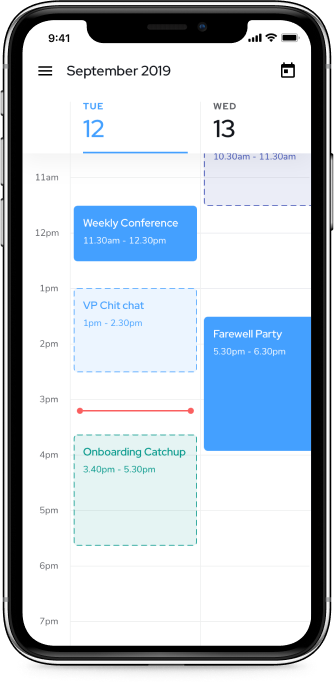 9:41
September 2019
TUE
12
WED
13
10.30am - 11.30am
11am
Weekly Conference
11.30am - 12.30pm
12pm
1pm
VP Chit chat
1pm - 2.30pm
Farewell Party
5.30pm - 6.30pm
2pm
3pm
Onboarding Catchup
3.40pm - 5.30pm
4pm
5pm
6pm
7pm